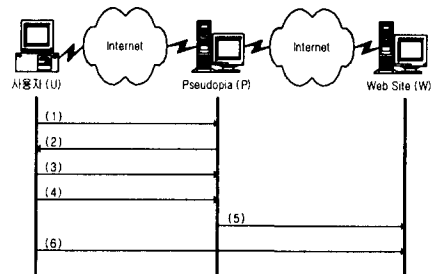 Internet
Internet
사용자 (U)
Pseudopia (P)
Web Site (W)
(1)
(2)
(3)
(4)
(5)
(6)